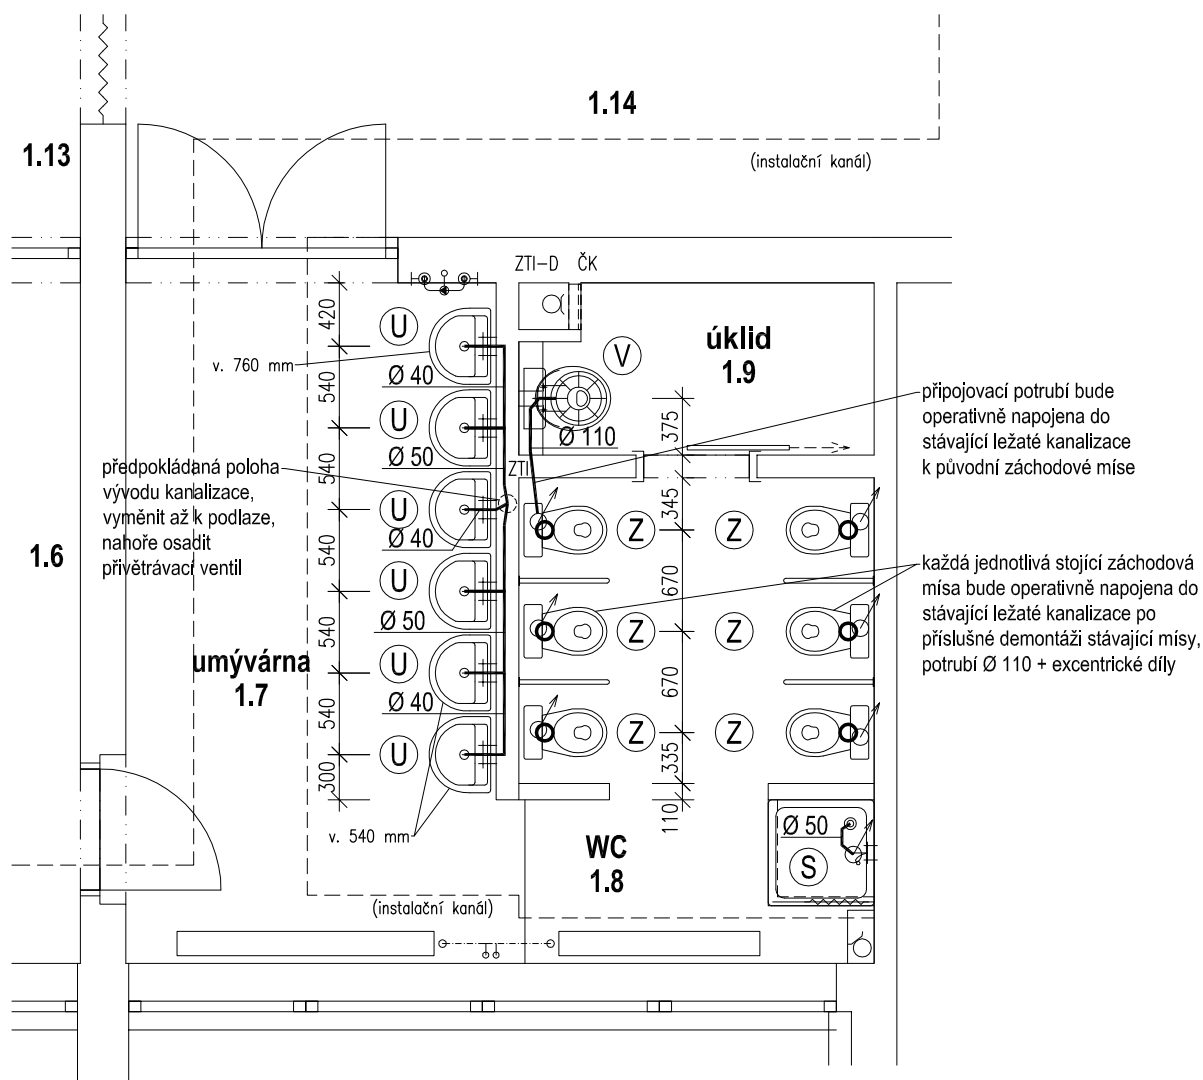 1.14
1.13
(instalační kanál)
ZTI-D
ČK
420
540
540
540
540
540
300
U
U
U
U
U
U
v. 760 mm
Ø 40
Ø 50
Ø 40
Ø 50
Ø 40
předpokládaná poloha
vývodu kanalizace,
vyměnit až k podlaze,
nahoře osadit
přivětrávací ventil
ZTI
V
Ø 110
úklid
1.9
375
345
670
670
335
110
připojovací potrubí bude
operativně napojena do
stávající ležaté kanalizace
k původní záchodové míse
Z
Z
Z
Z
Z
Z
každá jednotlivá stojící záchodová
mísa bude operativně napojena do
stávající ležaté kanalizace po
příslušné demontáži stávající mísy,
potrubí Ø 110 + excentrické díly
1.6
umývárna
1.7
v. 540 mm
WC
1.8
Ø 50
S
(instalační kanál)